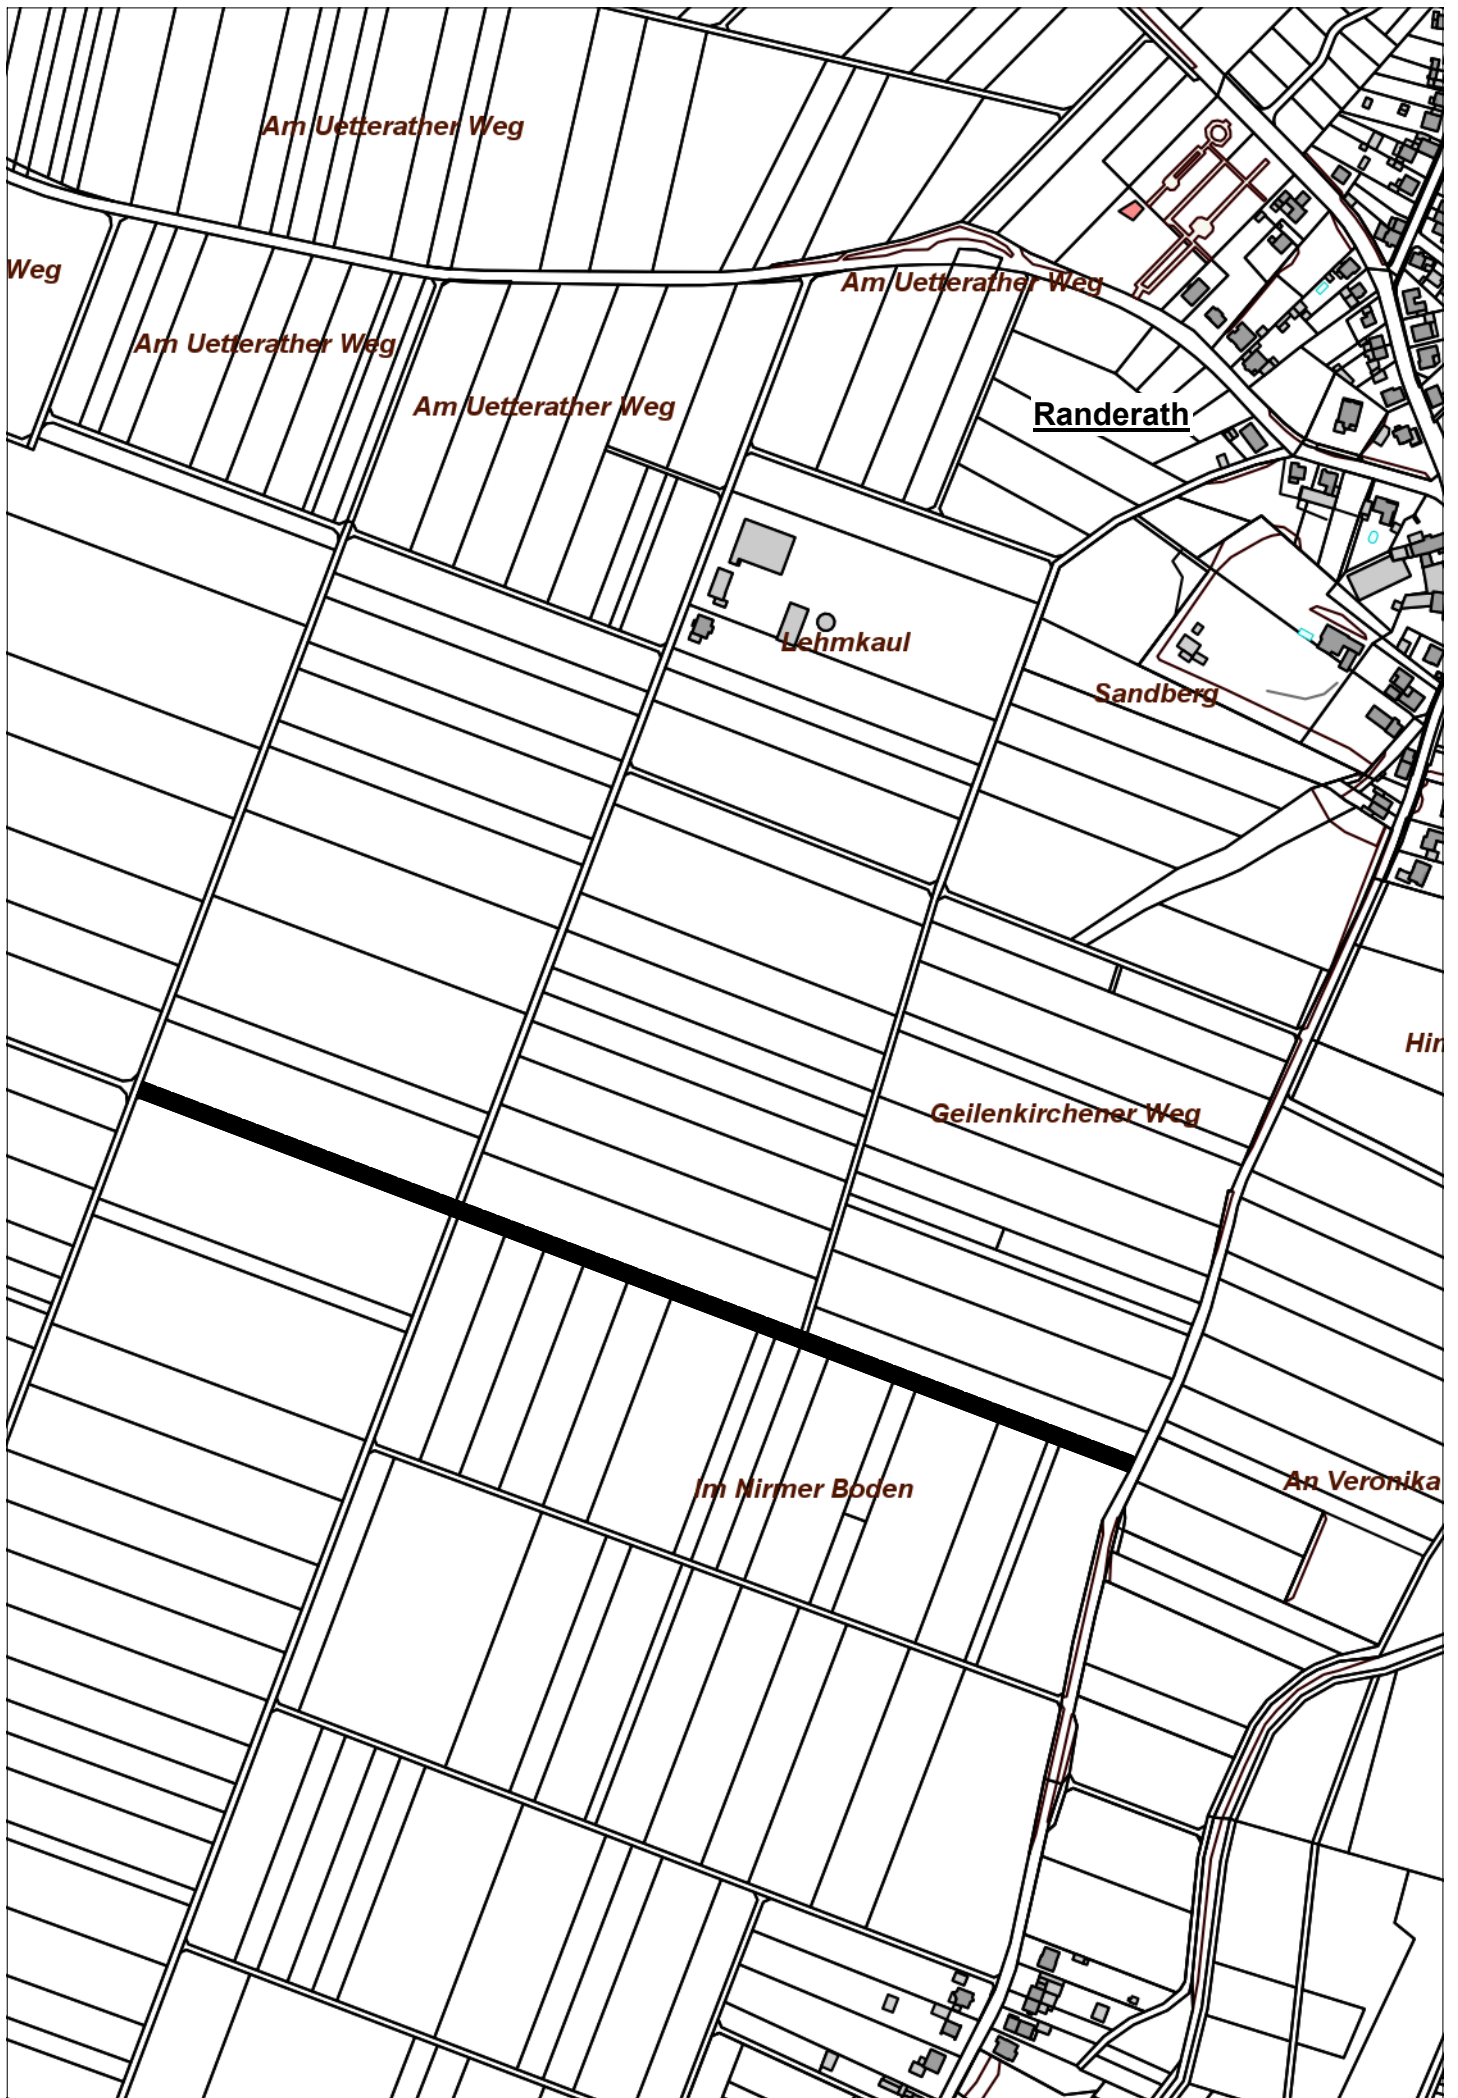 Am Uetterather Weg
Weg
Am Uetterather Weg
Am Uetterather Weg
Am Uetterather Weg
Randerath
Lehmkaul
Sandberg
Hin
Geilenkirchener Weg
Im Nirmer Boden
An Veronika